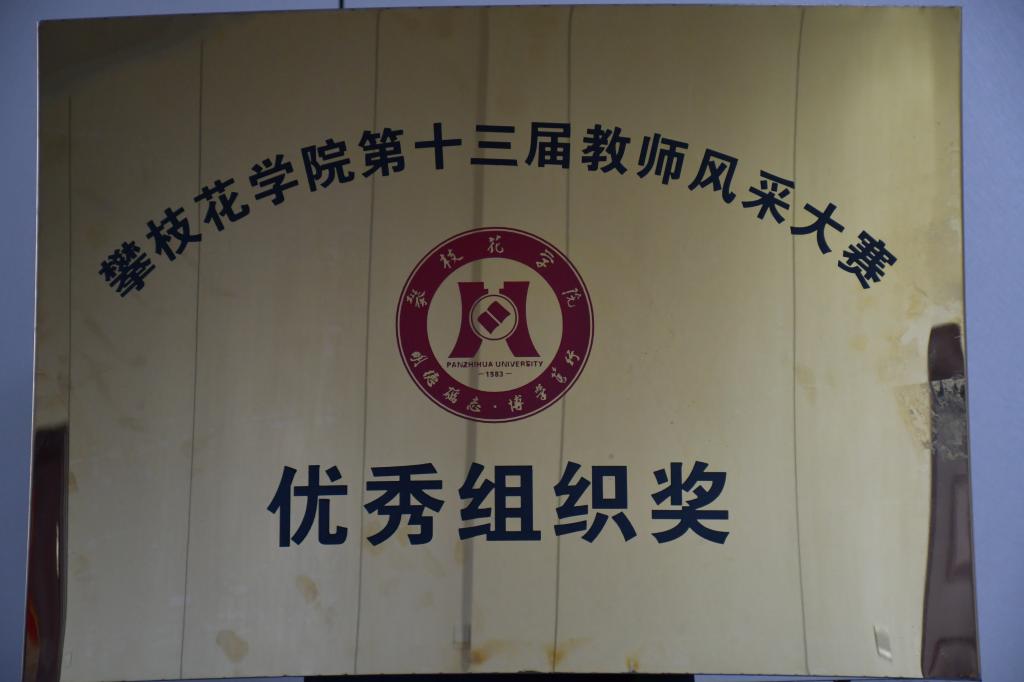 攀枝花学院第十三届教师风采大赛
攀枝花学院
PANZHIHUA UNIVERSITY
-1983-
明德砺志·博学笃行
优秀组织奖